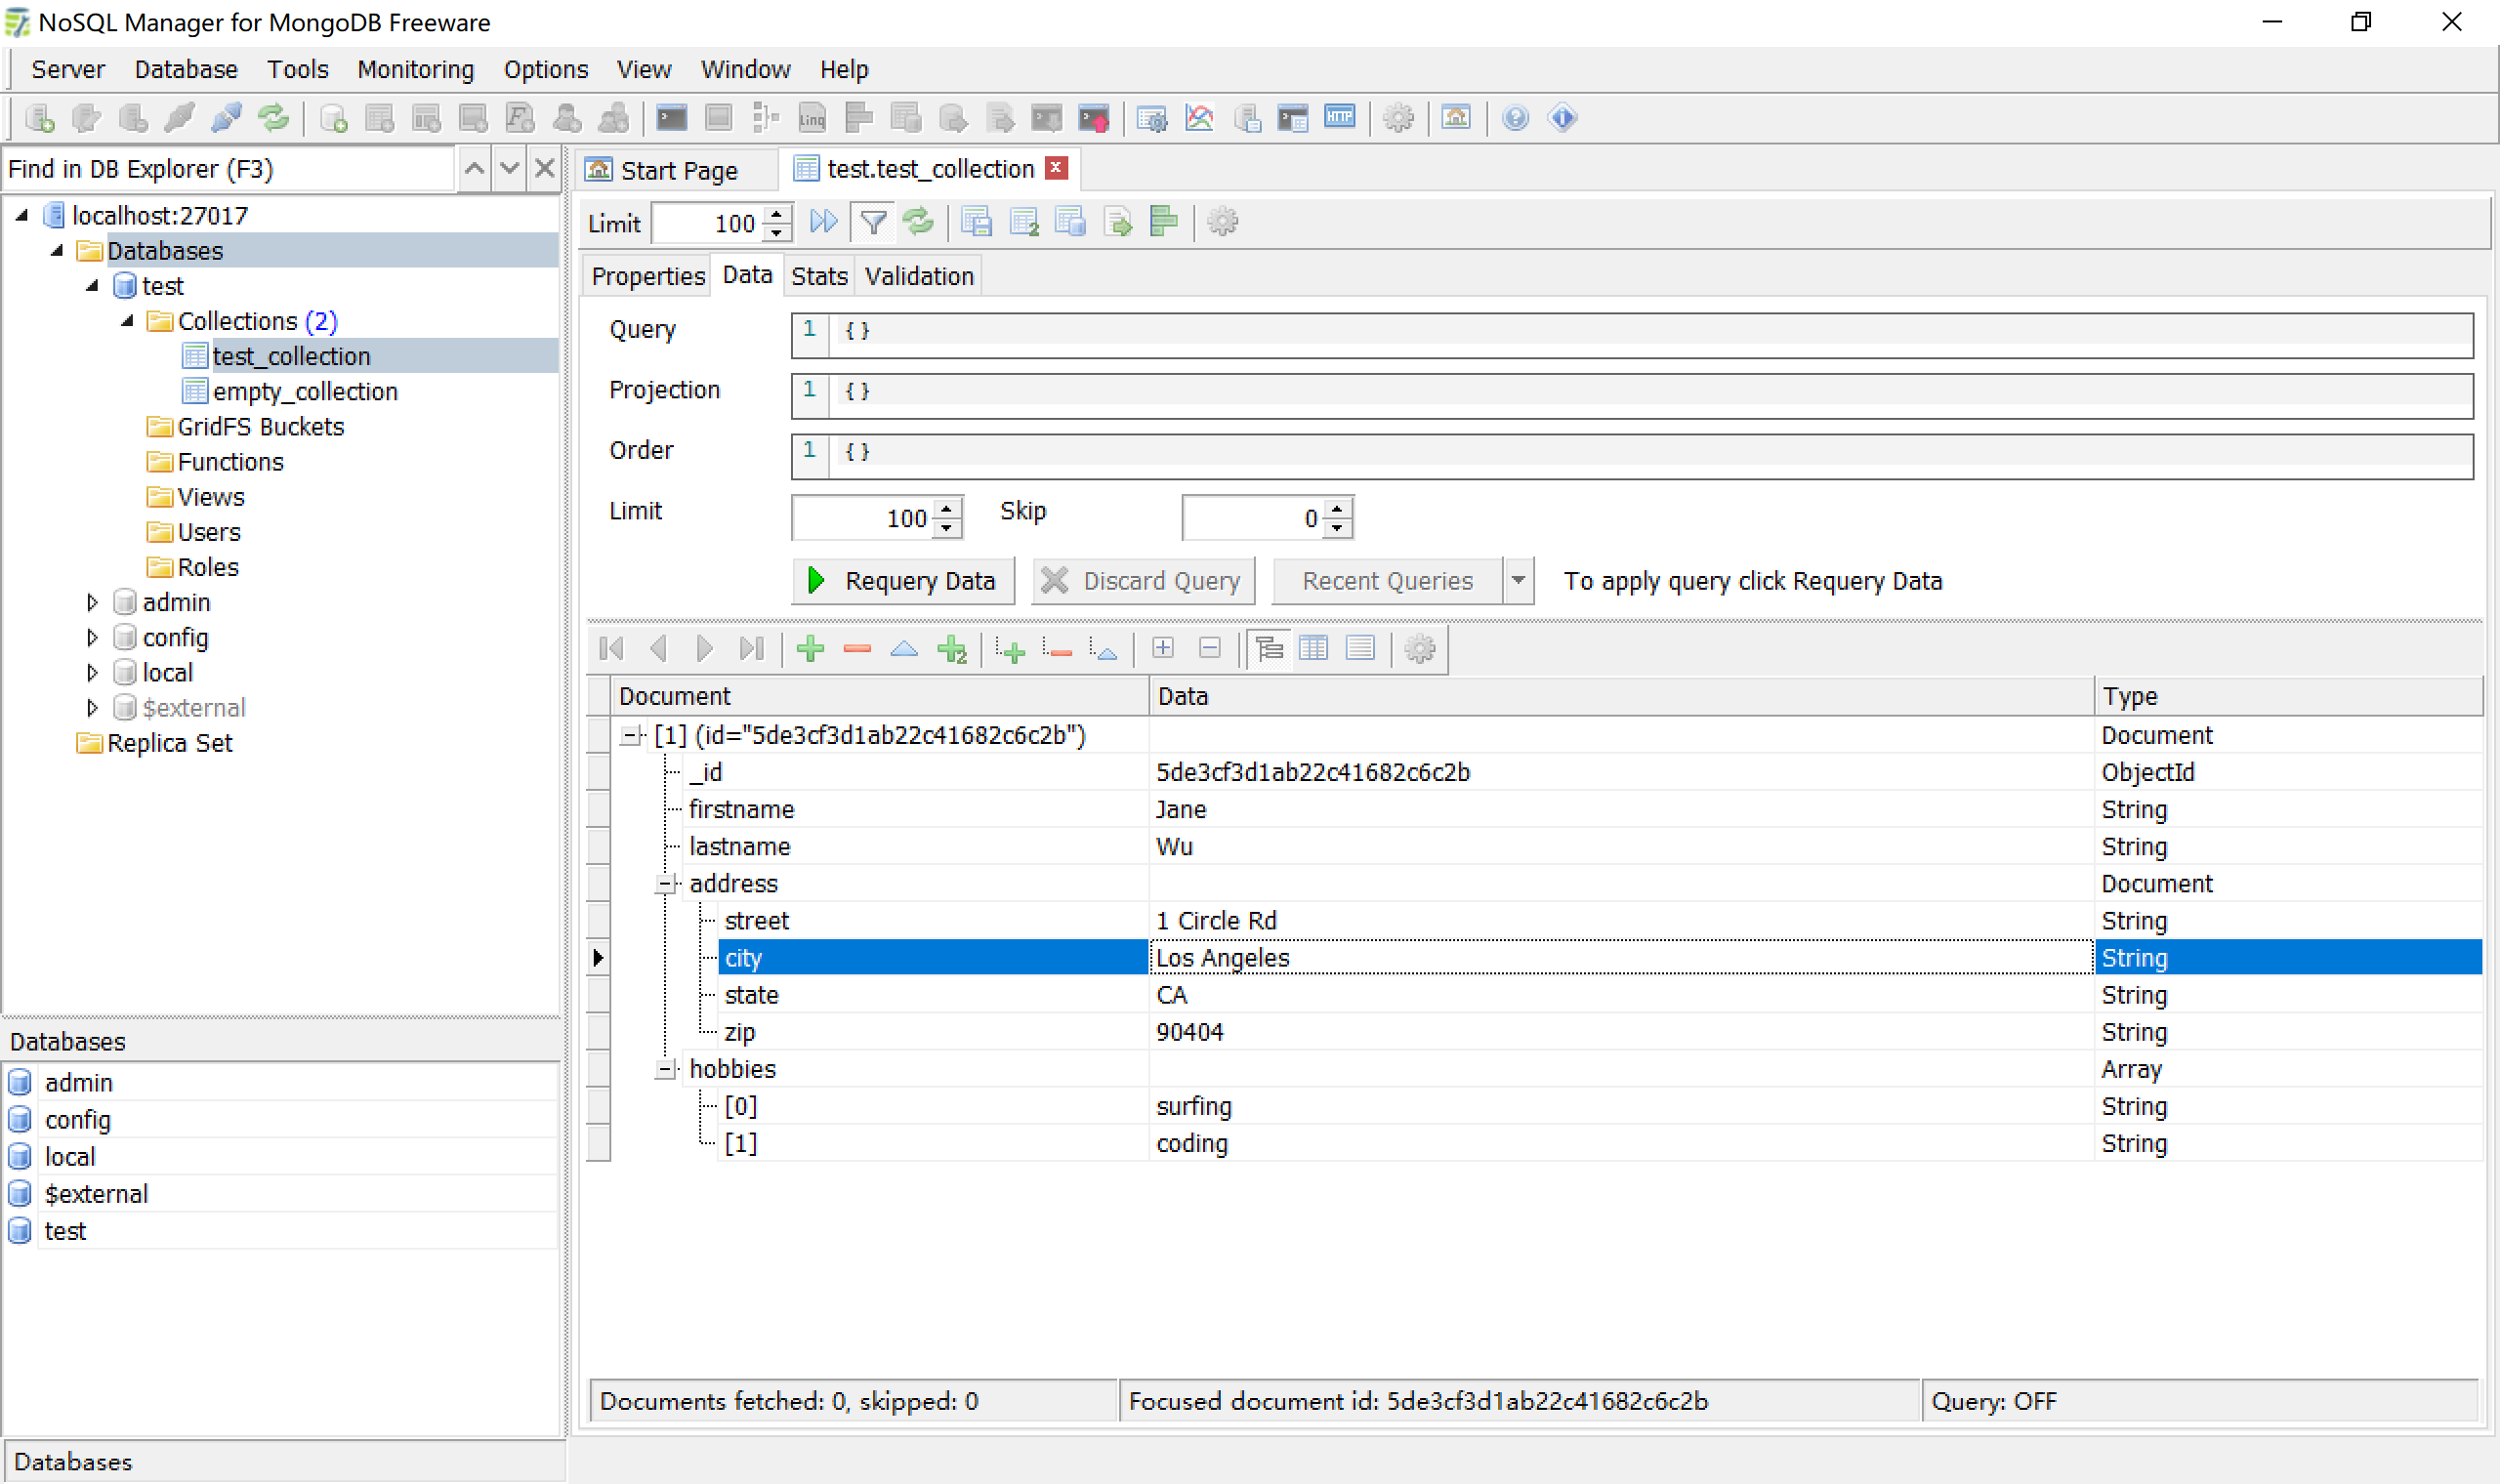 NoSQL Manager for MongoDB Freeware
Server Database Tools Monitoring Options View Window Help
Linq HTTP
Find in DB Explorer (F3)
localhost:27017
Databases
test
Collections (2)
test_collection
empty_collection
GridFS Buckets
Functions
Views
Users
Roles
admin
config
local
$external
Replica Set
Databases
admin
config
local
$external
test
Databases
Start Page test.test_collection
Limit 100
Properties Data Stats Validation
Query 1 {}
Projection 1 {}
Order 1 {}
Limit 100 Skip 0
Requery Data Discard Query Recent Queries To apply query click Requery Data
Document Data Type
[1] (id="5de3cf3d1ab22c41682c6c2b") Document
_id 5de3cf3d1ab22c41682c6c2b ObjectId
firstname Jane String
lastname Wu String
address Document
street 1 Circle Rd String
city Los Angeles String
state CA String
zip 90404 String
hobbies Array
[0] surfing String
[1] coding String
Documents fetched: 0, skipped: 0 Focused document id: 5de3cf3d1ab22c41682c6c2b Query: OFF